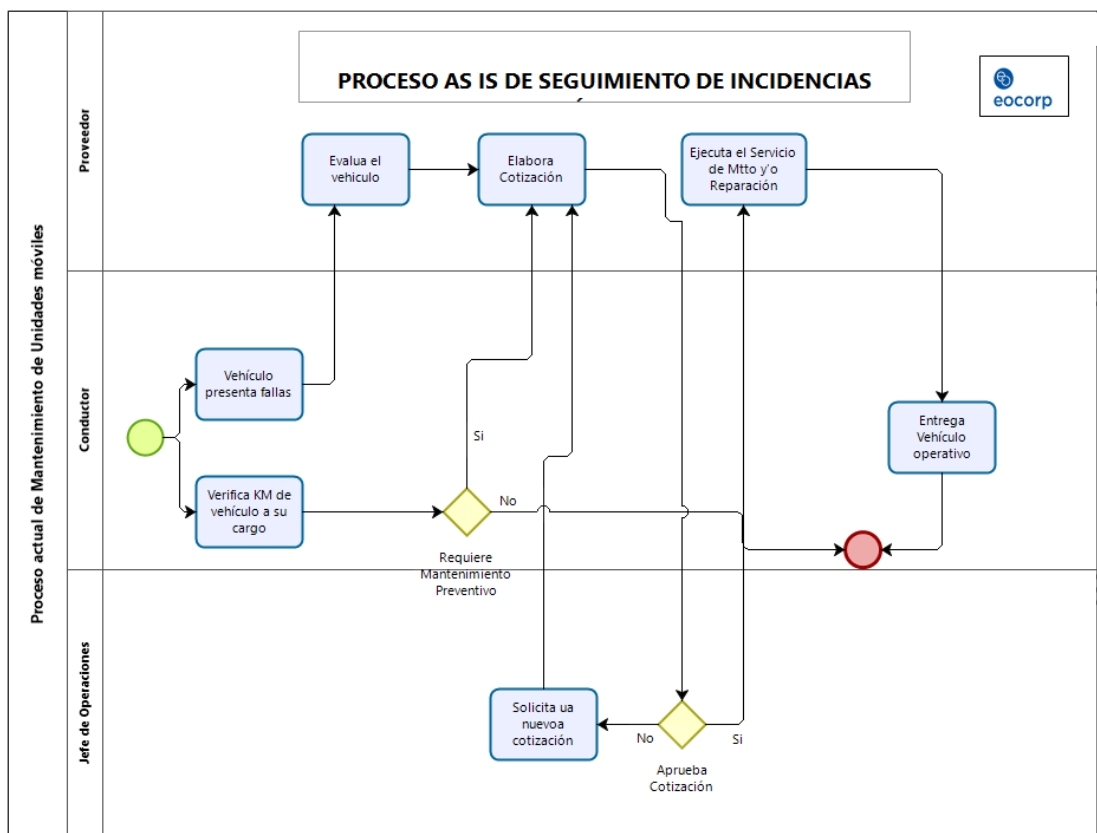 PROCESO AS IS DE SEGUIMIENTO DE INCIDENCIAS
eocorp
Proceso actual de Mantenimiento de Unidades móviles
Proveedor
Evalua el
vehiculo
Elabora
Cotización
Ejecuta el Servicio
de Mtto y'o
Reparación
Conductor
Vehículo
presenta fallas
Verifica KM de
vehículo a su
cargo
Si
No
Requiere
Mantenimiento
Preventivo
Entrega
Vehículo
operativo
Jefe de Operaciones
Solicita ua
nuevoa
cotización
No
Si
Aprueba
Cotización